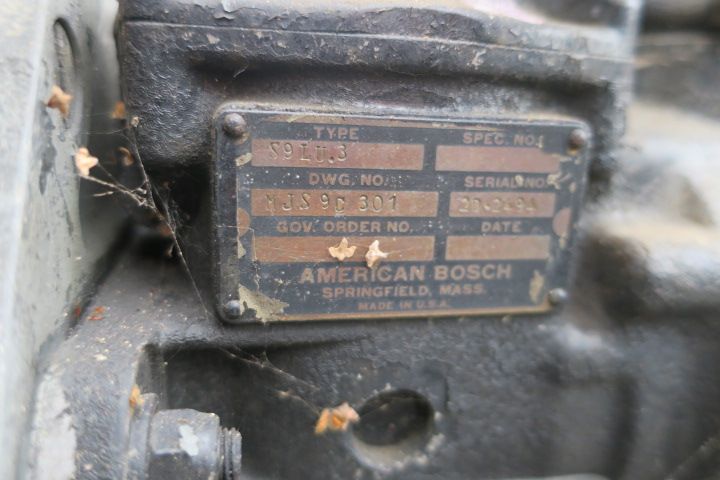 TYPE SPEC. NO.
S9LU.3
DWG. NO. SERIAL NO.
MJS 9C 301
GOV. ORDER NO. DATE
AMERICAN BOSCH
SPRINGFIELD, MASS.
MADE IN U.S.A.